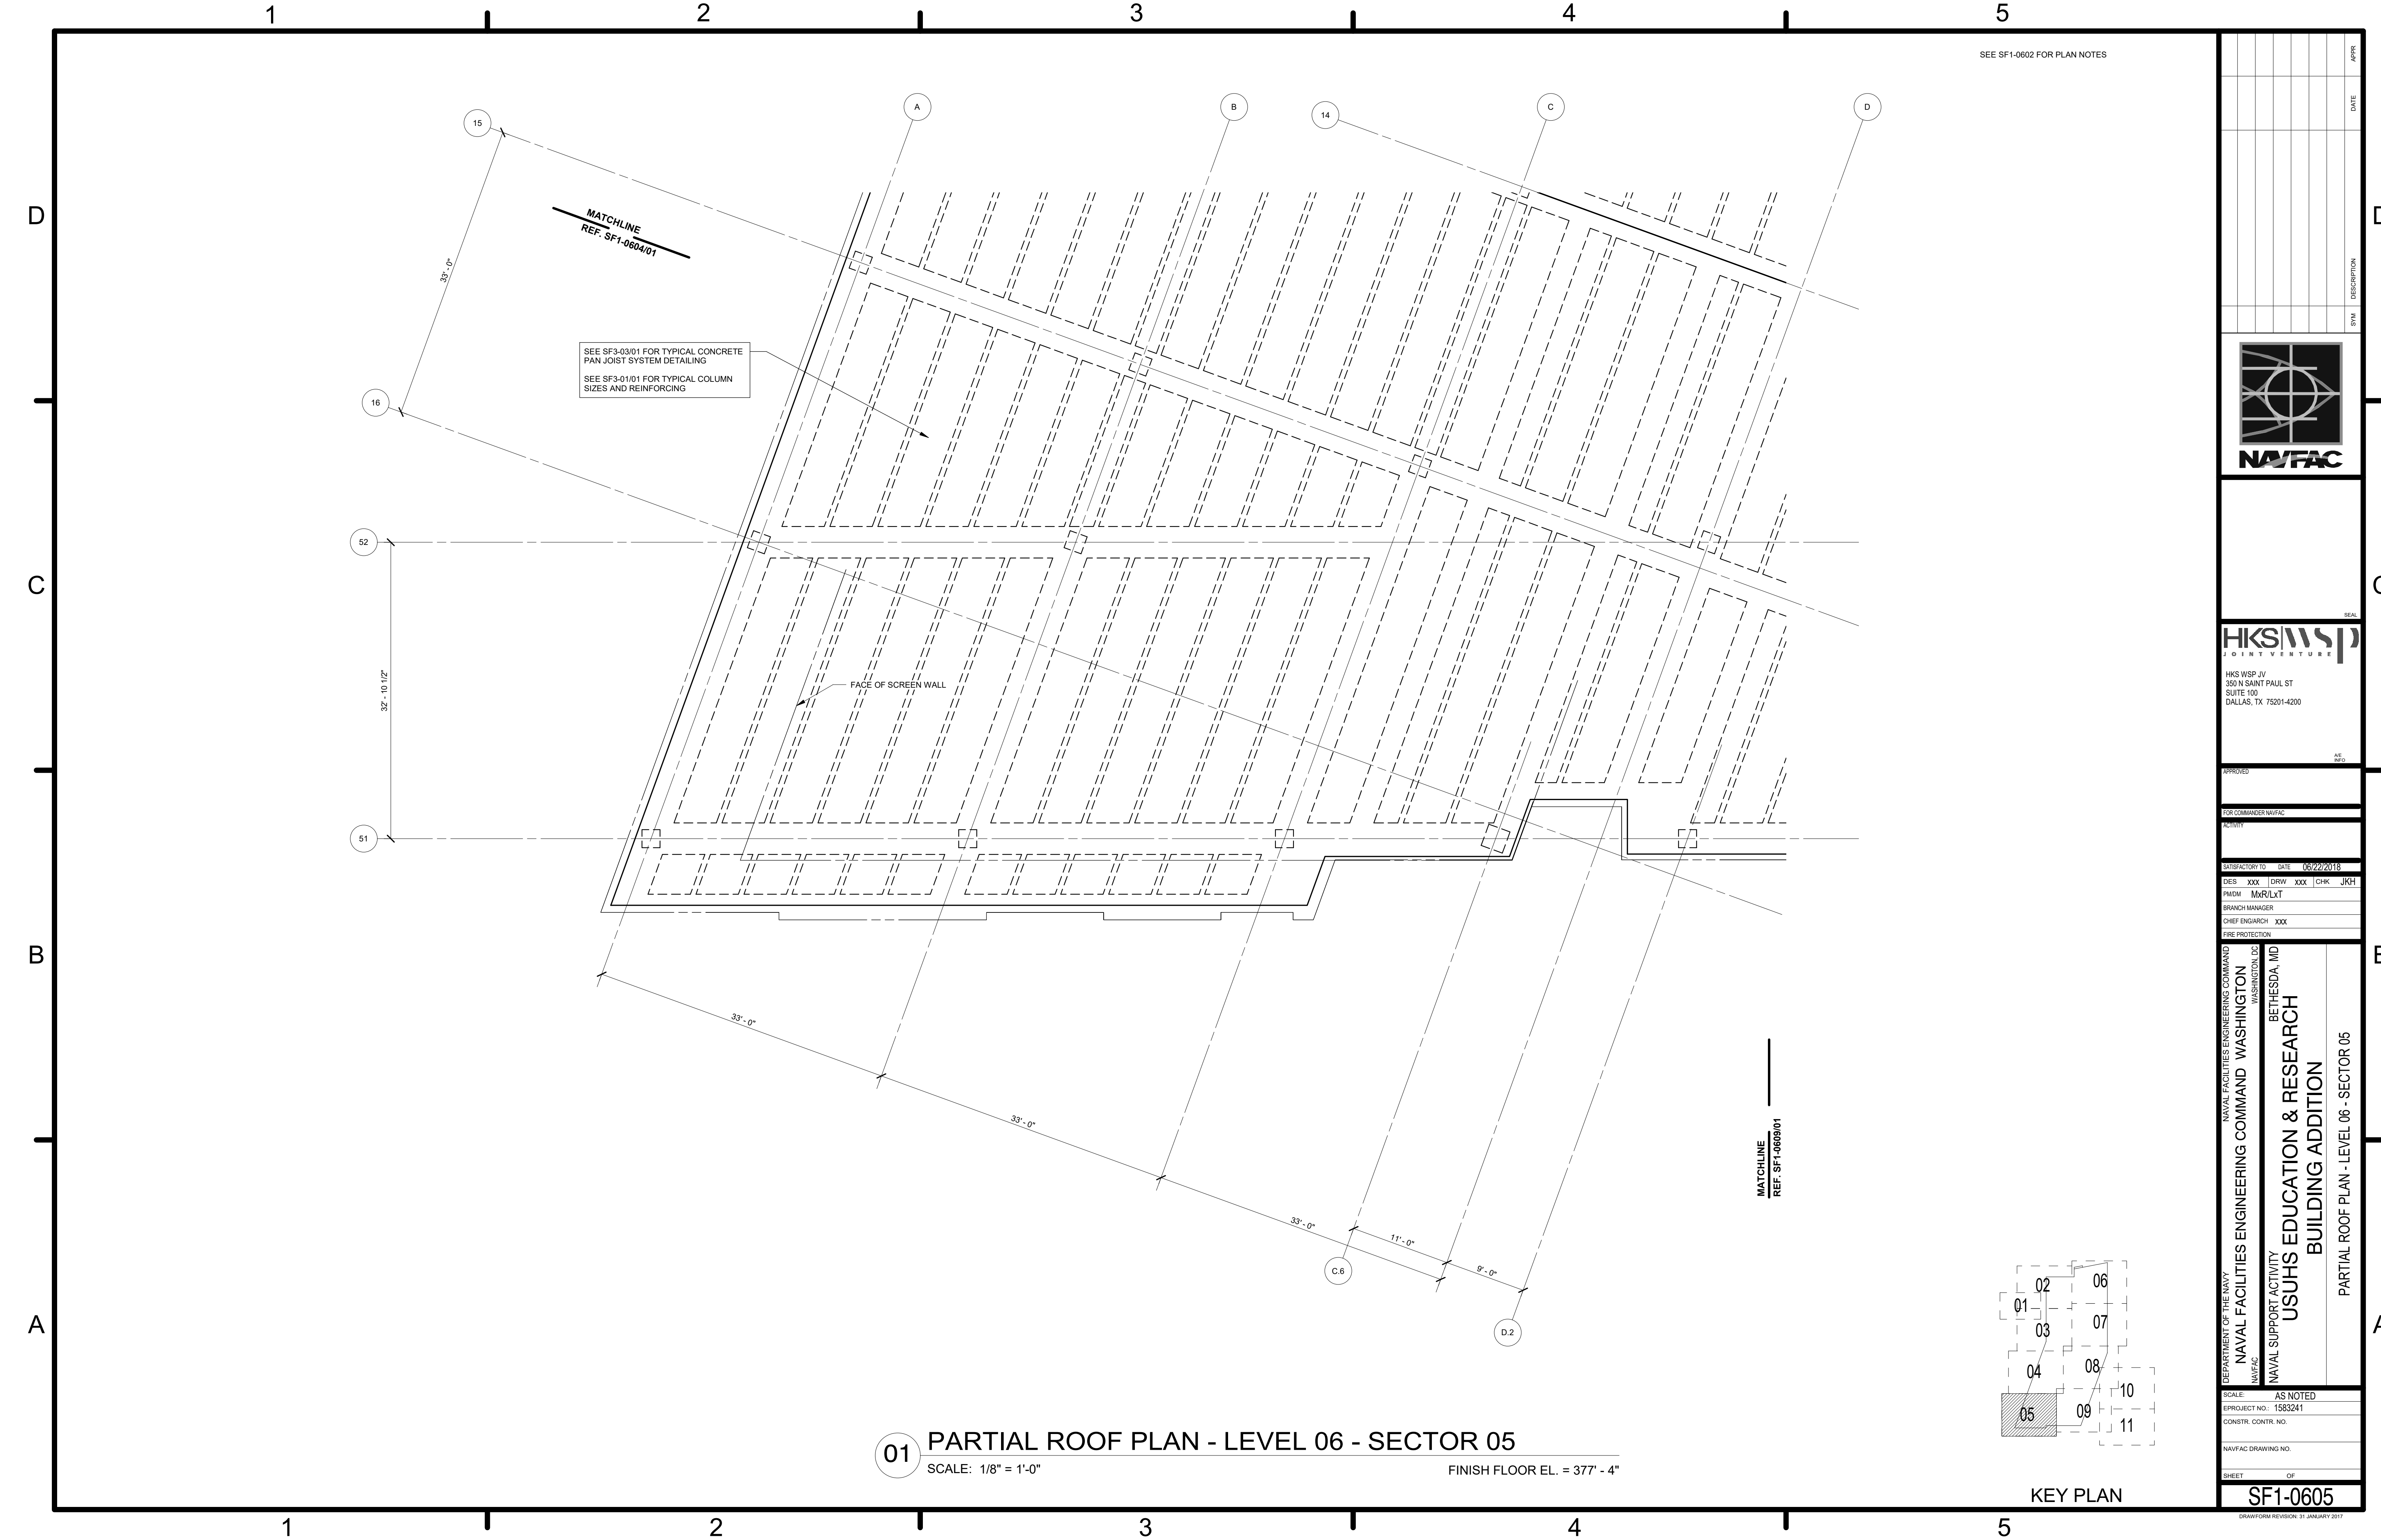 1 2 3 4 5
SEE SF1-0602 FOR PLAN NOTES
A
B
14
C
D
15
MATCHLINE
REF. SF1-0604/01
33' - 0"
SEE SF3-03/01 FOR TYPICAL CONCRETE
PAN JOIST SYSTEM DETAILING
SEE SF3-01/01 FOR TYPICAL COLUMN
SIZES AND REINFORCING
16
52
32' - 10 1/2"
FACE OF SCREEN WALL
51
33' - 0"
33' - 0"
33' - 0"
11' - 0"
9' - 0"
C.6
D.2
MATCHLINE
REF. SF1-0609/01
D
C
B
A
D
C
B
A
01
PARTIAL ROOF PLAN - LEVEL 06 - SECTOR 05
SCALE: 1/8" = 1'-0"
FINISH FLOOR EL. = 377' - 4"
02
06
01
03
07
04
08
10
05
09
11
KEY PLAN
1 2 3 4 5
APPR
DATE
DESCRIPTION
SYM
NAVFAC
SEAL
HKS WSP
JOINT VENTURE
HKS WSP JV
350 N SAINT PAUL ST
SUITE 100
DALLAS, TX 75201-4200
A/E
INFO
APPROVED
FOR COMMANDER NAVFAC
ACTIVITY
SATISFACTORY TO DATE 06/22/2018
DES xxx DRW xxx CHK JKH
PM/DM MxR/LxT
BRANCH MANAGER
CHIEF ENG/ARCH xxx
FIRE PROTECTION
DEPARTMENT OF THE NAVY NAVAL FACILITIES ENGINEERING COMMAND
NAVAL FACILITIES ENGINEERING COMMAND WASHINGTON
NAVFAC WASHINGTON, DC
NAVAL SUPPORT ACTIVITY BETHESDA, MD
USUHS EDUCATION & RESEARCH
BUILDING ADDITION
PARTIAL ROOF PLAN - LEVEL 06 - SECTOR 05
SCALE: AS NOTED
EPROJECT NO.: 1583241
CONSTR. CONTR. NO.
NAVFAC DRAWING NO.
SHEET OF
SF1-0605
DRAWFORM REVISION: 31 JANUARY 2017